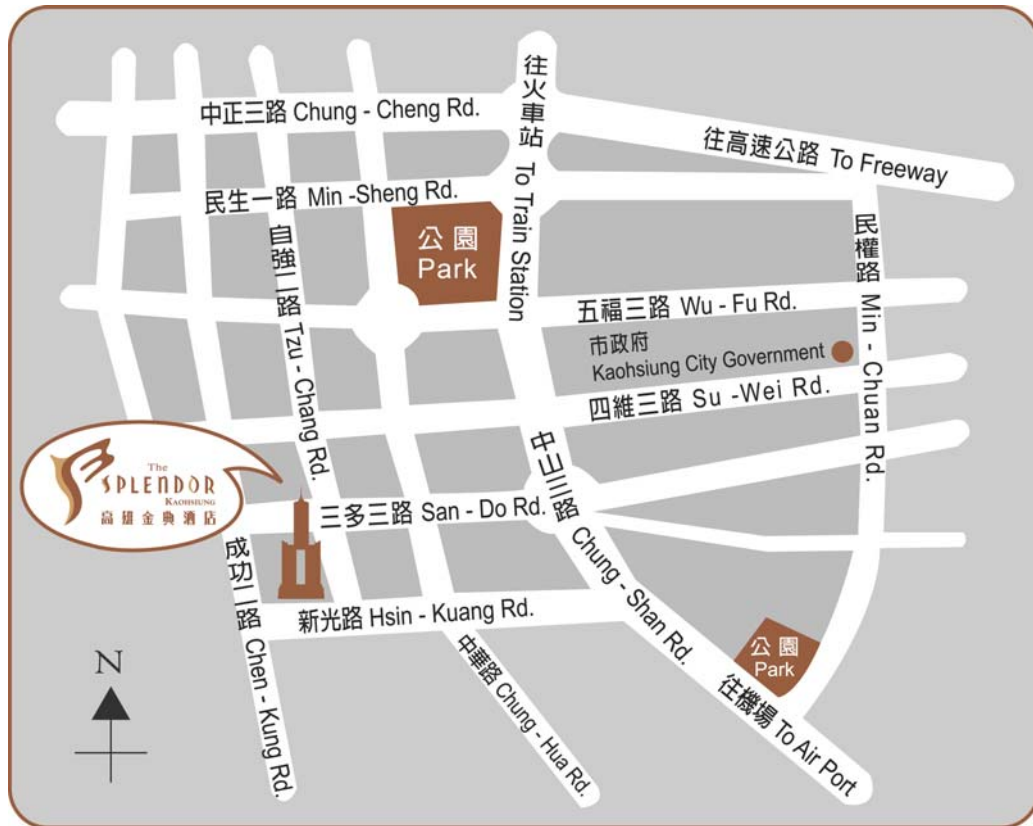 中正三路 Chung - Cheng Rd.
往火車站 To Train Station
往高速公路 To Freeway
民生一路 Min -Sheng Rd.
公園
Park
自強二路 Tzu - Chang Rd.
民權路 Min - Chuan Rd.
五福三路 Wu - Fu Rd.
市政府
Kaohsiung City Government
四維三路 Su -Wei Rd.
The
SPLENDOR
KAOHSIUNG
高雄金典酒店
三多三路 San - Do Rd.
中山三路 Chung - Shan Rd.
成功二路 Chen - Kung Rd.
新光路 Hsin - Kuang Rd.
中華路 Chung - Hua Rd.
公園
Park
往機場 To Air Port
N